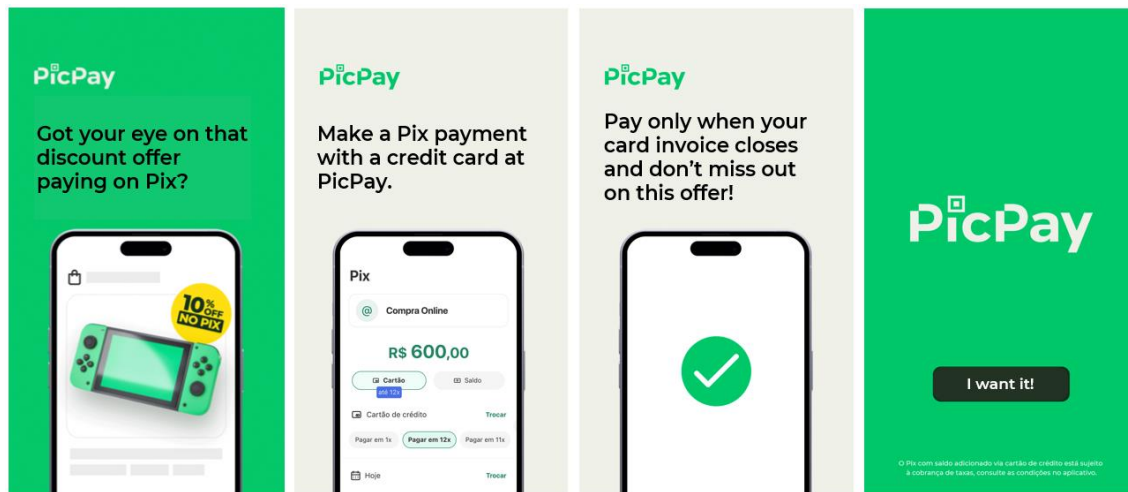 PicPay
Got your eye on that
discount offer
paying on Pix?
10%
OFF
NO PIX
PicPay
Make a Pix payment
with a credit card at
PicPay.
Pix
@ Compra Online
R$ 600,00
Cartão
Saldo
até 12x
Cartão de crédito
Trocar
Pagar em 1x
Pagar em 12x
Pagar em 11x
Hoje
Trocar
PicPay
Pay only when your
card invoice closes
and don't miss out
on this offer!
PicPay
I want it!
O Pix com saldo adicionado via cartão de crédito está sujeito
à cobrança de taxas, consulte as condições no aplicativo.